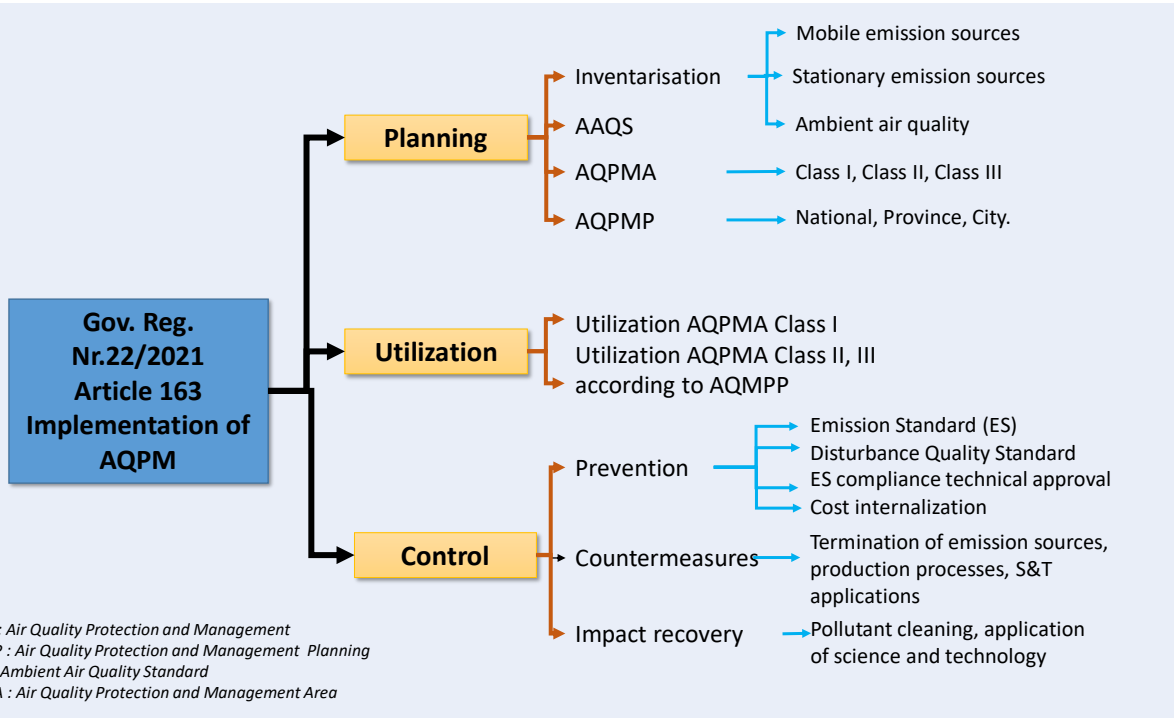 Gov. Reg.
Nr.22/2021
Article 163
Implementation of
AQPM
Planning
Inventarisation
Mobile emission sources
Stationary emission sources
Ambient air quality
AAQS
AQPMA
Class I, Class II, Class III
AQPMP
National, Province, City.
Utilization
Utilization AQPMA Class I
Utilization AQPMA Class II, III
according to AQMPP
Control
Prevention
Emission Standard (ES)
Disturbance Quality Standard
ES compliance technical approval
Cost internalization
Countermeasures
Termination of emission sources,
production processes, S&T
applications
Impact recovery
Pollutant cleaning, application
of science and technology
: Air Quality Protection and Management
P : Air Quality Protection and Management Planning
Ambient Air Quality Standard
A : Air Quality Protection and Management Area